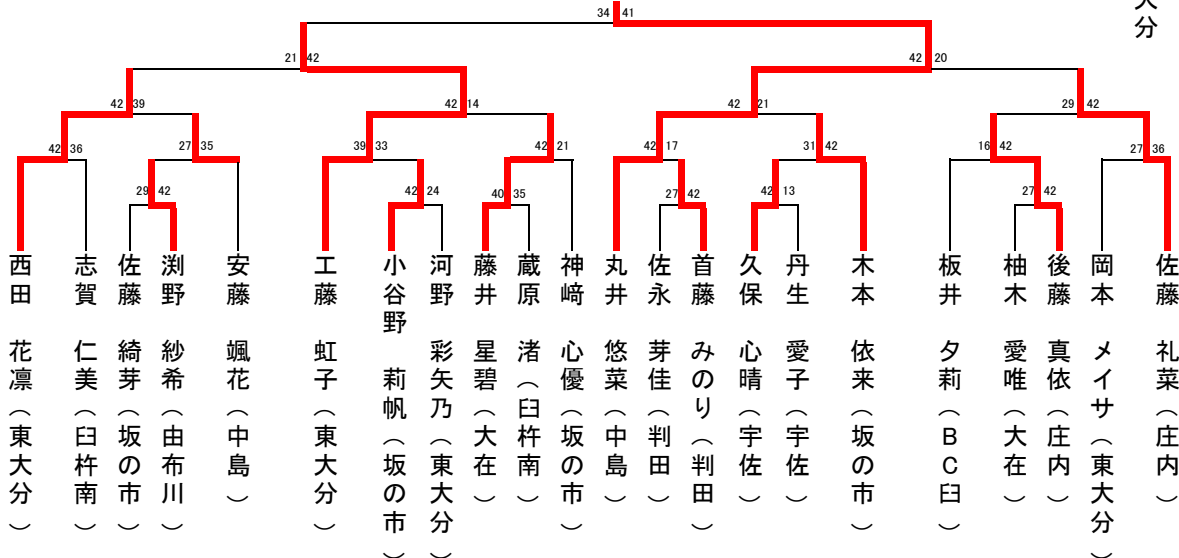 大分
34 41
21 42
42 20
42 39
42 14
42 21
29 42
42 36
27 35
39 33
42 21
42 17
31 42
16 42
27 36
29 42
42 24
40 35
27 42
42 13
27 42
西田 花凛（東大分）
志賀 仁美（臼杵南）
佐藤 綺芽（坂の市）
渕野 紗希（由布川）
安藤 颯花（中島）
工藤 虹子（東大分）
小谷野 莉帆（坂の市）
河野 彩矢乃（東大分）
藤井 星碧（大在）
蔵原 渚（臼杵南）
神﨑 心優（坂の市）
丸井 悠菜（中島）
佐永 芽佳（判田）
首藤 みのり（判田）
久保 心晴（宇佐）
丹生 愛子（宇佐）
木本 依来（坂の市）
板井 夕莉（ＢＣ臼）
柚木 愛唯（大在）
後藤 真依（庄内）
岡本 メイサ（東大分）
佐藤 礼菜（庄内）